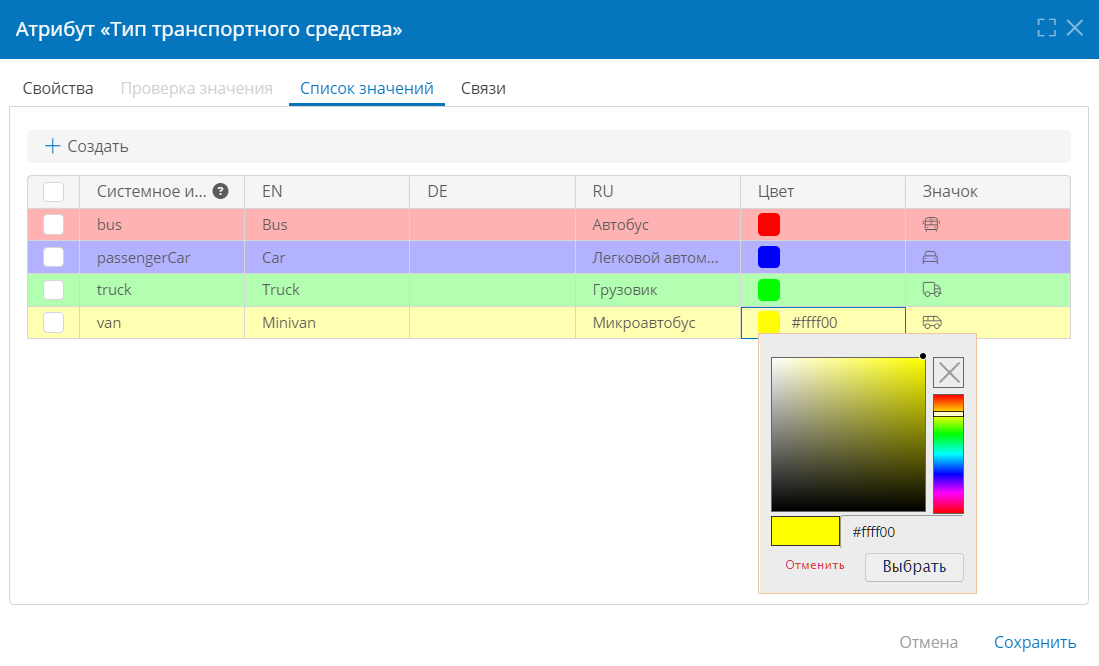 Атрибут «Тип транспортного средства»
Свойства Проверка значения Список значений Связи
Создать
Системное и... ? EN DE RU Цвет Значок
bus Bus Автобус
passengerCar Car Легковой автом...
truck Truck Грузовик
van Minivan Микроавтобус #ffff00
#ffff00
Отменить Выбрать
Отмена Сохранить